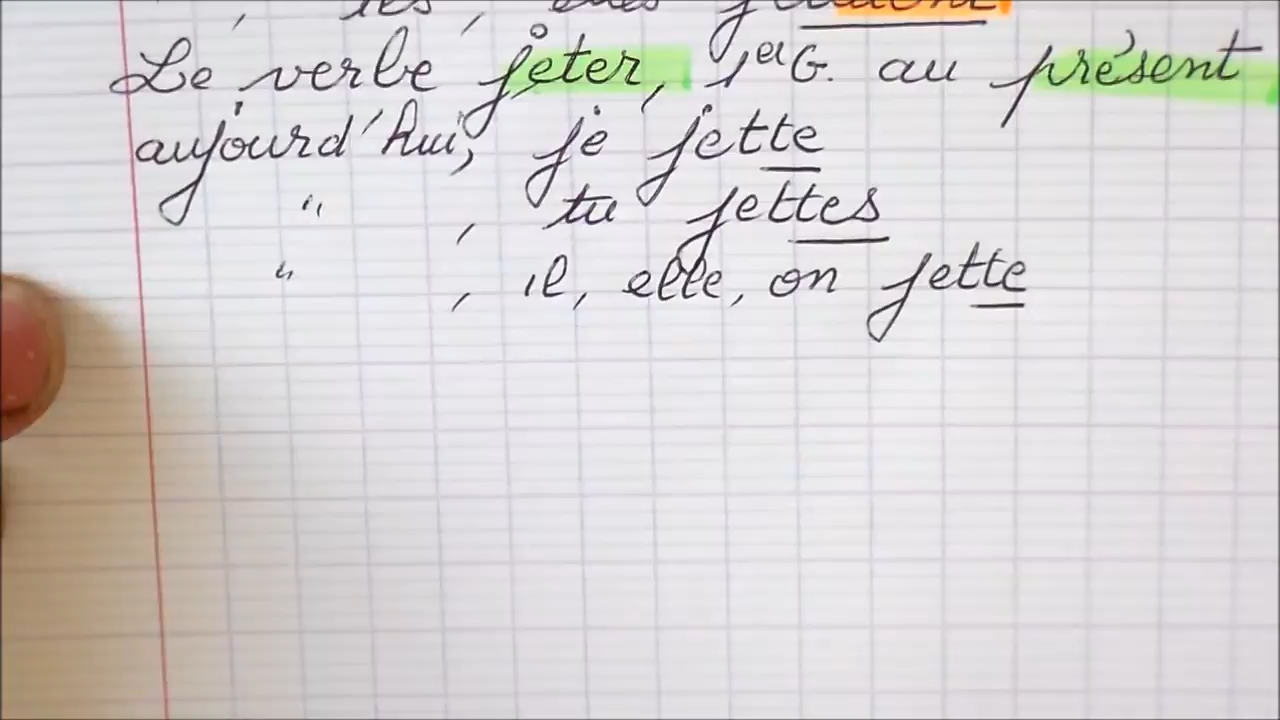 Le verbe jeter, 1er G. au présent
aujourd'hui, je jette
" , tu jettes
" , il, elle, on jette